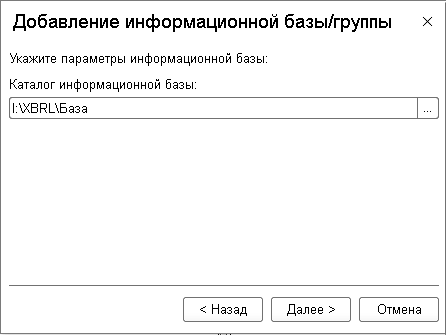 Добавление информационной базы/группы
Укажите параметры информационной базы:
Каталог информационной базы:
I:\XBRL\База ...
< Назад Далее > Отмена